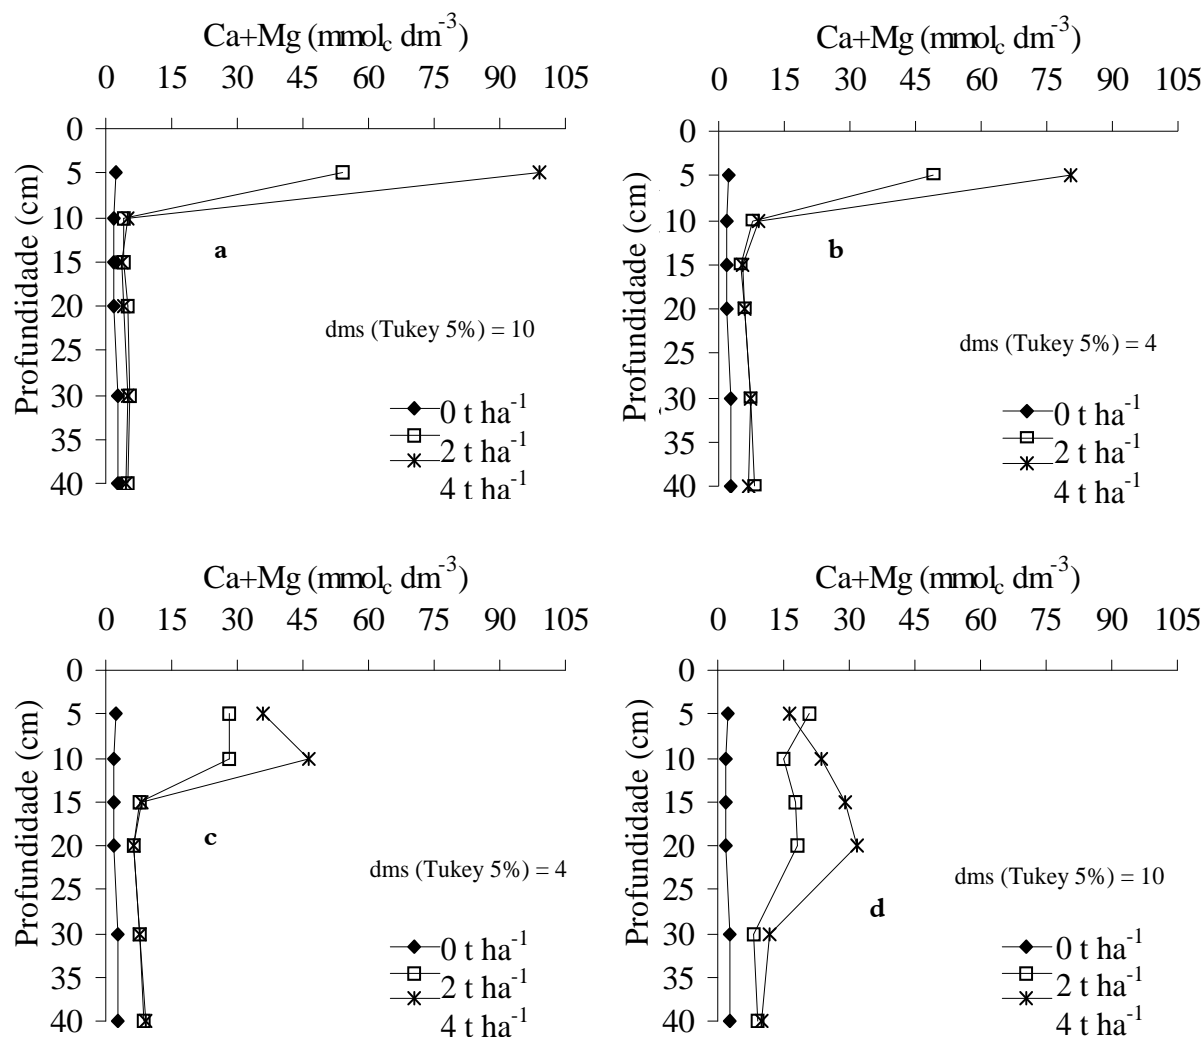 Ca+Mg (mmol_c dm^-3)
0 15 30 45 60 75 90 105
0
5
10
15
20
25
30
35
40
Profundidade (cm)
a
dms (Tukey 5%) = 10
0 t ha^-1
2 t ha^-1
4 t ha^-1
Ca+Mg (mmol_c dm^-3)
0 15 30 45 60 75 90 105
0
5
10
15
20
25
30
35
40
Profundidade (cm)
b
dms (Tukey 5%) = 4
0 t ha^-1
2 t ha^-1
4 t ha^-1
Ca+Mg (mmol_c dm^-3)
0 15 30 45 60 75 90 105
0
5
10
15
20
25
30
35
40
Profundidade (cm)
c
dms (Tukey 5%) = 4
0 t ha^-1
2 t ha^-1
4 t ha^-1
Ca+Mg (mmol_c dm^-3)
0 15 30 45 60 75 90 105
0
5
10
15
20
25
30
35
40
Profundidade (cm)
d
dms (Tukey 5%) = 10
0 t ha^-1
2 t ha^-1
4 t ha^-1